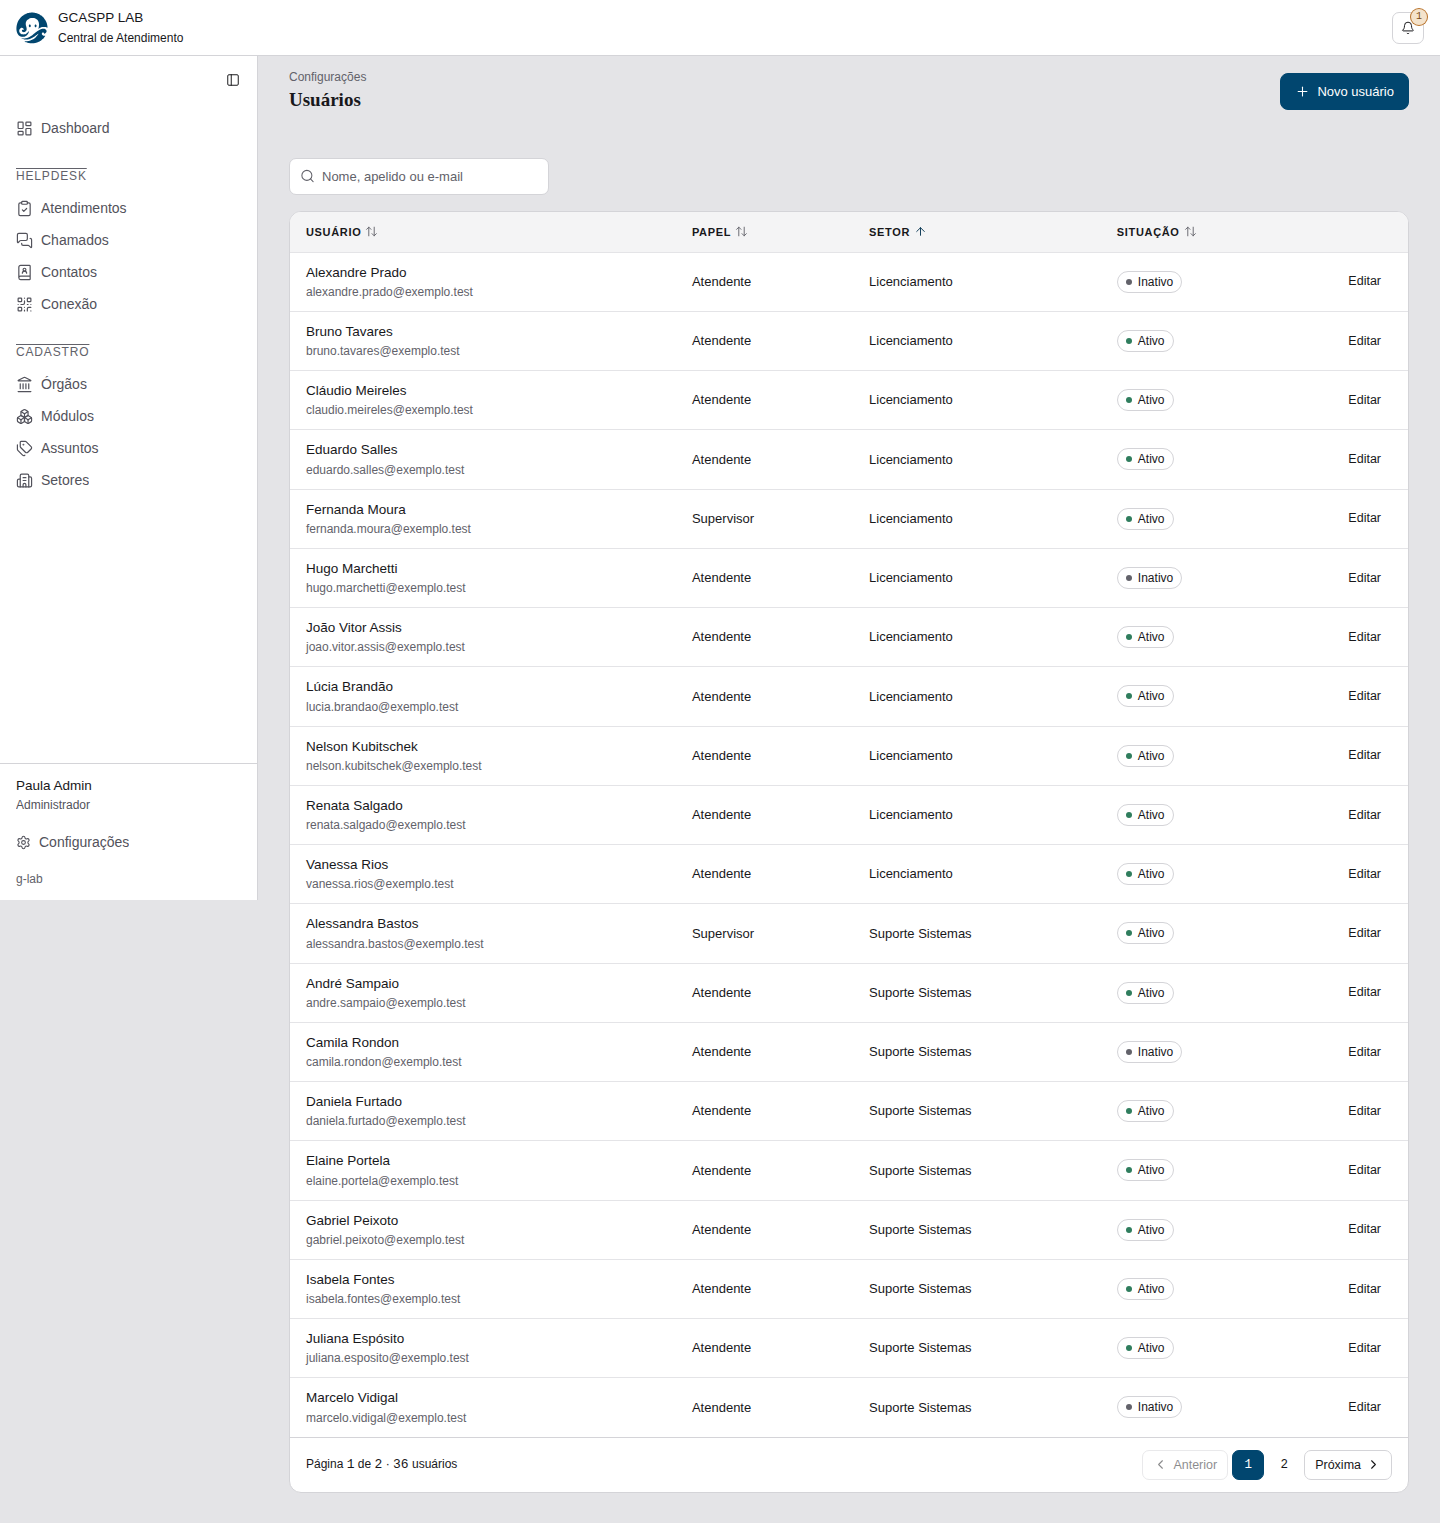 GCASPP LAB
Central de Atendimento
1
Dashboard
HELPDESK
Atendimentos
Chamados
Contatos
Conexão
CADASTRO
Órgãos
Módulos
Assuntos
Setores
Paula Admin
Administrador
Configurações
g-lab
Configurações
Usuários
Novo usuário
Nome, apelido ou e-mail
USUÁRIO PAPEL SETOR SITUAÇÃO
Alexandre Prado
alexandre.prado@exemplo.test
Atendente Licenciamento Inativo Editar
Bruno Tavares
bruno.tavares@exemplo.test
Atendente Licenciamento Ativo Editar
Cláudio Meireles
claudio.meireles@exemplo.test
Atendente Licenciamento Ativo Editar
Eduardo Salles
eduardo.salles@exemplo.test
Atendente Licenciamento Ativo Editar
Fernanda Moura
fernanda.moura@exemplo.test
Supervisor Licenciamento Ativo Editar
Hugo Marchetti
hugo.marchetti@exemplo.test
Atendente Licenciamento Inativo Editar
João Vitor Assis
joao.vitor.assis@exemplo.test
Atendente Licenciamento Ativo Editar
Lúcia Brandão
lucia.brandao@exemplo.test
Atendente Licenciamento Ativo Editar
Nelson Kubitschek
nelson.kubitschek@exemplo.test
Atendente Licenciamento Ativo Editar
Renata Salgado
renata.salgado@exemplo.test
Atendente Licenciamento Ativo Editar
Vanessa Rios
vanessa.rios@exemplo.test
Atendente Licenciamento Ativo Editar
Alessandra Bastos
alessandra.bastos@exemplo.test
Supervisor Suporte Sistemas Ativo Editar
André Sampaio
andre.sampaio@exemplo.test
Atendente Suporte Sistemas Ativo Editar
Camila Rondon
camila.rondon@exemplo.test
Atendente Suporte Sistemas Inativo Editar
Daniela Furtado
daniela.furtado@exemplo.test
Atendente Suporte Sistemas Ativo Editar
Elaine Portela
elaine.portela@exemplo.test
Atendente Suporte Sistemas Ativo Editar
Gabriel Peixoto
gabriel.peixoto@exemplo.test
Atendente Suporte Sistemas Ativo Editar
Isabela Fontes
isabela.fontes@exemplo.test
Atendente Suporte Sistemas Ativo Editar
Juliana Espósito
juliana.esposito@exemplo.test
Atendente Suporte Sistemas Ativo Editar
Marcelo Vidigal
marcelo.vidigal@exemplo.test
Atendente Suporte Sistemas Inativo Editar
Página 1 de 2 · 36 usuários
Anterior 1 2 Próxima